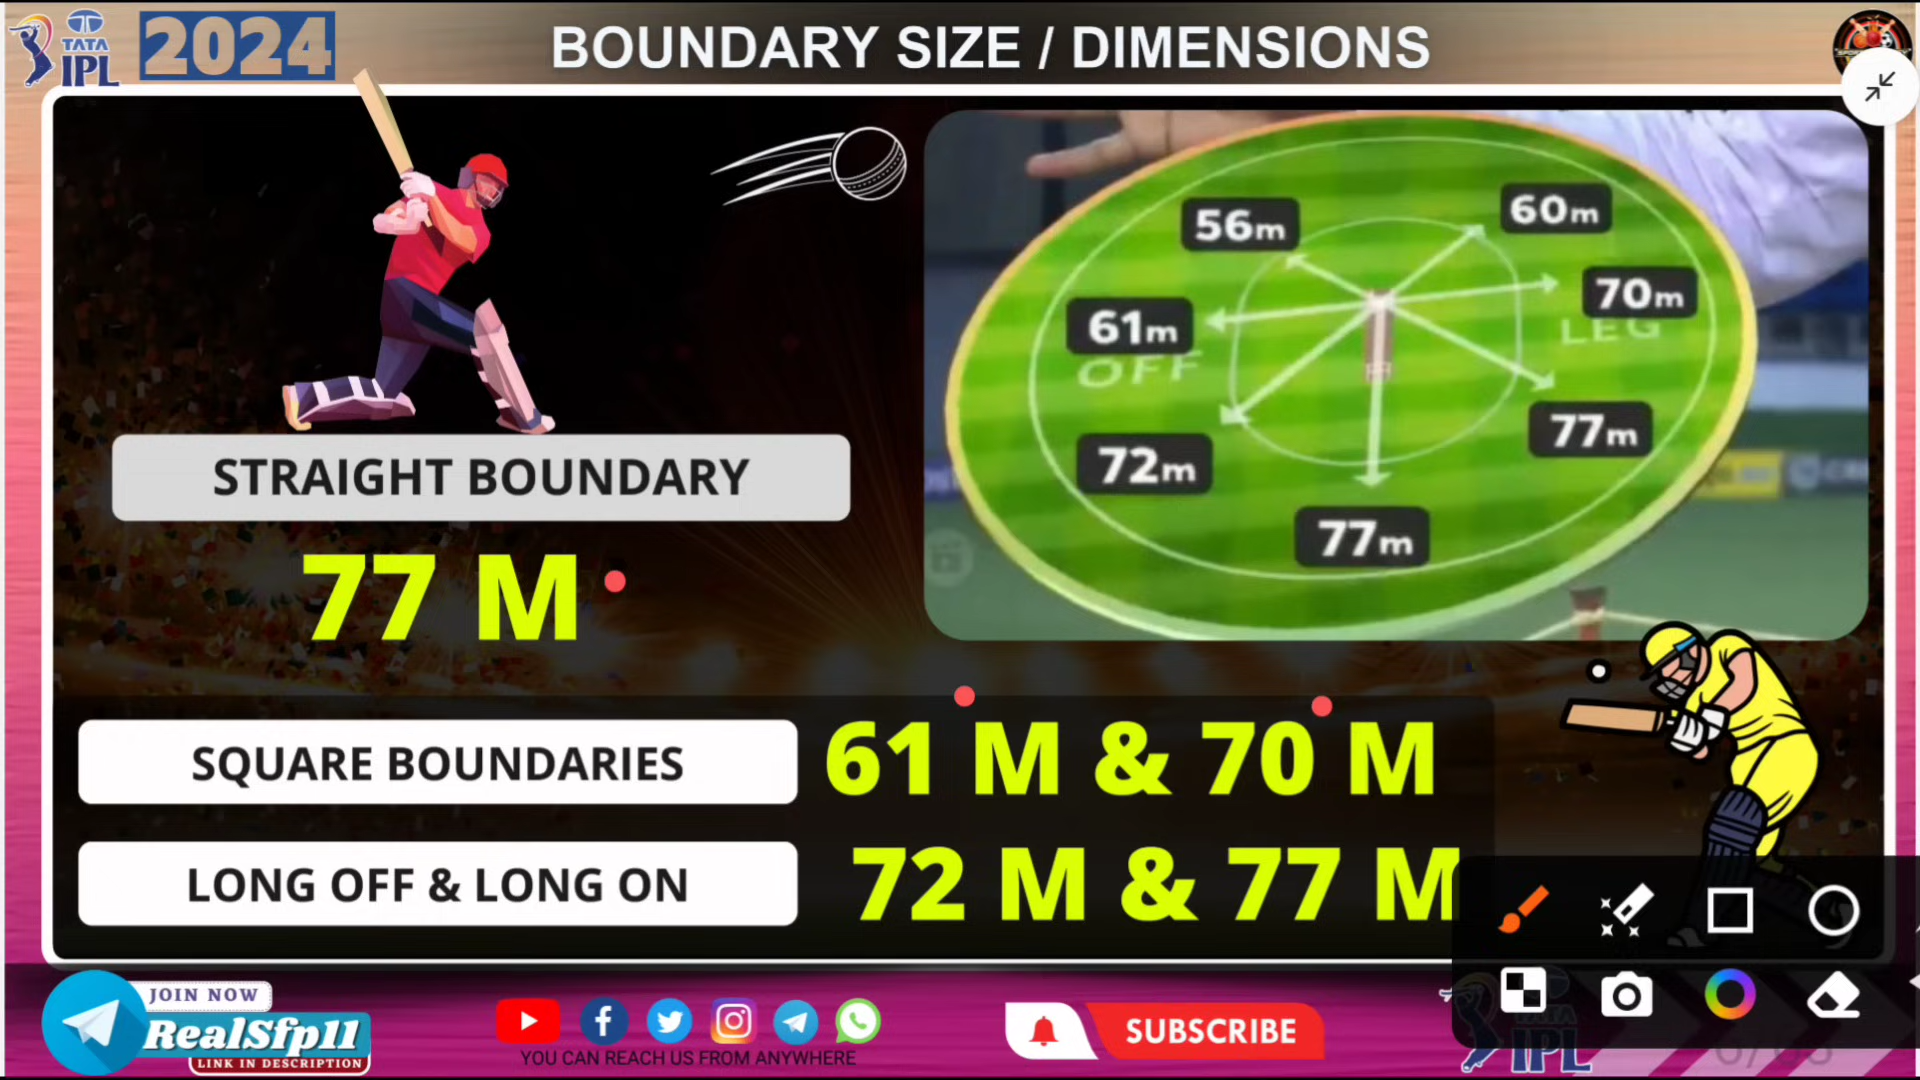 TATA
IPL
2024
BOUNDARY SIZE / DIMENSIONS
56m
60m
61m
70m
OFF
LEG
72m
77m
77m
STRAIGHT BOUNDARY
77 M
SQUARE BOUNDARIES
61 M & 70 M
LONG OFF & LONG ON
72 M & 77 M
JOIN NOW
RealSfp11
LINK IN DESCRIPTION
YOU CAN REACH US FROM ANYWHERE
SUBSCRIBE
IPL